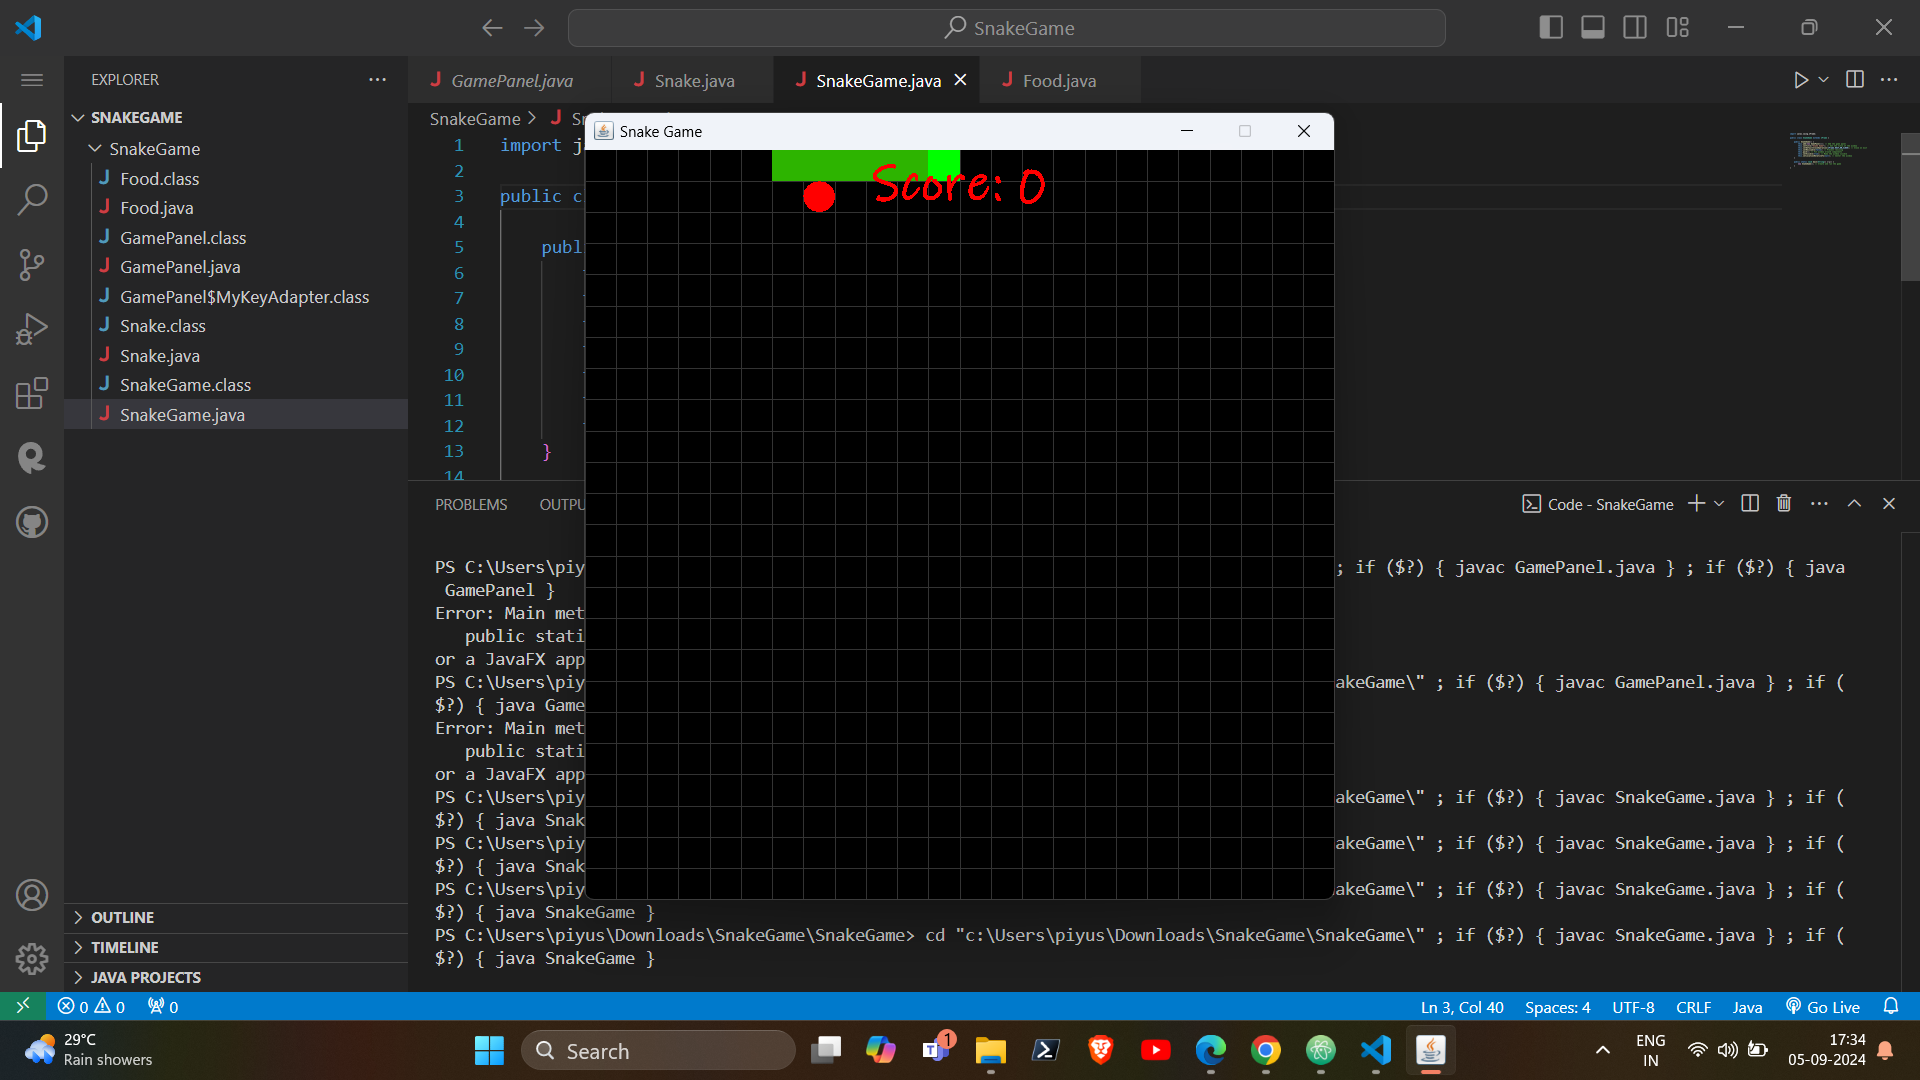 SnakeGame
EXPLORER
SNAKEGAME
SnakeGame
Food.class
Food.java
GamePanel.class
GamePanel.java
GamePanel$MyKeyAdapter.class
Snake.class
Snake.java
SnakeGame.class
SnakeGame.java
OUTLINE
TIMELINE
JAVA PROJECTS
GamePanel.java
Snake.java
SnakeGame.java
Food.java
SnakeGame > Sn
1 import j
2
3 public c
4
5 publ
6
7
8
9
10
11
12
13 }
14
Snake Game
Score: 0
PROBLEMS OUTPU
Code - SnakeGame
PS C:\Users\piy ; if ($?) { javac GamePanel.java } ; if ($?) { java
GamePanel }
Error: Main met
public stati
or a JavaFX app
PS C:\Users\piy akeGame\" ; if ($?) { javac GamePanel.java } ; if (
$?) { java Game
Error: Main met
public stati
or a JavaFX app
PS C:\Users\piy akeGame\" ; if ($?) { javac SnakeGame.java } ; if (
$?) { java Snak
PS C:\Users\piy akeGame\" ; if ($?) { javac SnakeGame.java } ; if (
$?) { java Snak
PS C:\Users\piy akeGame\" ; if ($?) { javac SnakeGame.java } ; if (
$?) { java SnakeGame }
PS C:\Users\piyus\Downloads\SnakeGame\SnakeGame> cd "c:\Users\piyus\Downloads\SnakeGame\SnakeGame\" ; if ($?) { javac SnakeGame.java } ; if (
$?) { java SnakeGame }
0 0 0
Ln 3, Col 40 Spaces: 4 UTF-8 CRLF Java Go Live
29°C
Rain showers
Search
1
ENG
IN
17:34
05-09-2024